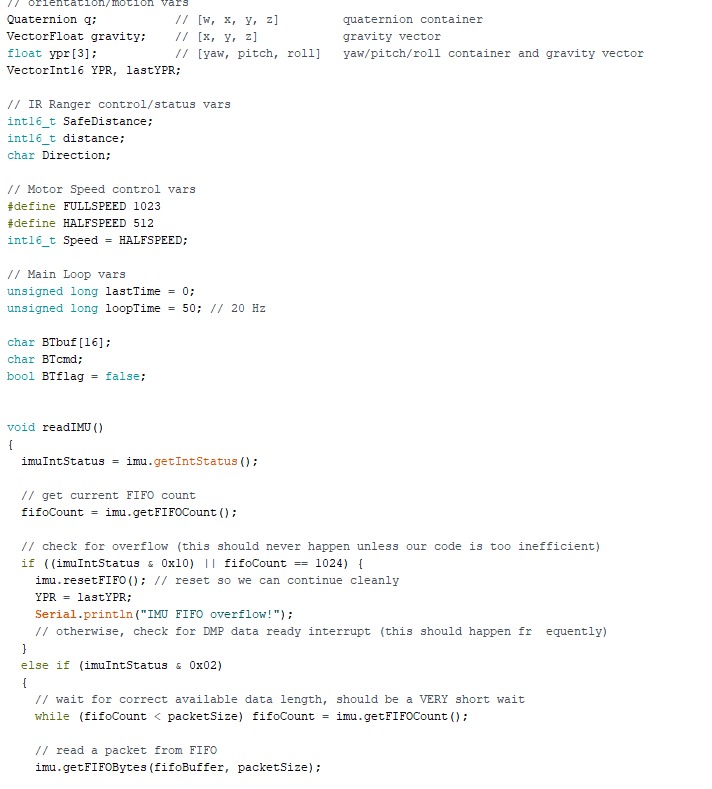 // orientation/motion vars
Quaternion q;           // [w, x, y, z]         quaternion container
VectorFloat gravity;    // [x, y, z]            gravity vector
float ypr[3];           // [yaw, pitch, roll]   yaw/pitch/roll container and gravity vector
VectorInt16 YPR, lastYPR;

// IR Ranger control/status vars
int16_t SafeDistance;
int16_t distance;
char Direction;

// Motor Speed control vars
#define FULLSPEED 1023
#define HALFSPEED 512
int16_t Speed = HALFSPEED;

// Main Loop vars
unsigned long lastTime = 0;
unsigned long loopTime = 50; // 20 Hz

char BTbuf[16];
char BTcmd;
bool BTflag = false;


void readIMU()
{
  imuIntStatus = imu.getIntStatus();

  // get current FIFO count
  fifoCount = imu.getFIFOCount();

  // check for overflow (this should never happen unless our code is too inefficient)
  if ((imuIntStatus & 0x10) || fifoCount == 1024) {
    imu.resetFIFO(); // reset so we can continue cleanly
    YPR = lastYPR;
    Serial.println("IMU FIFO overflow!");
    // otherwise, check for DMP data ready interrupt (this should happen fr  equently)
  }
  else if (imuIntStatus & 0x02)
  {
    // wait for correct available data length, should be a VERY short wait
    while (fifoCount < packetSize) fifoCount = imu.getFIFOCount();

    // read a packet from FIFO
    imu.getFIFOBytes(fifoBuffer, packetSize);